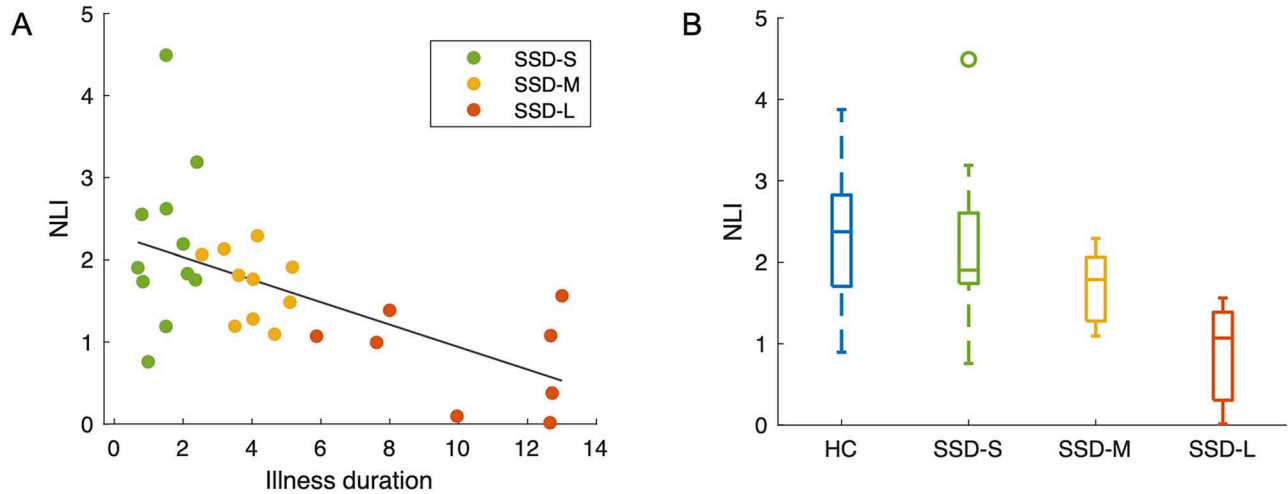 A
NLI
5
4
3
2
1
0
0 2 4 6 8 10 12 14
Illness duration
SSD-S
SSD-M
SSD-L
B
NLI
5
4
3
2
1
0
HC SSD-S SSD-M SSD-L